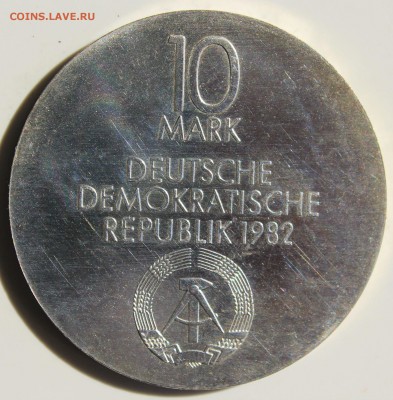 COINS.LAVE.RU
10
MARK
DEUTSCHE
DEMOKRATISCHE
REPUBLIK 1982